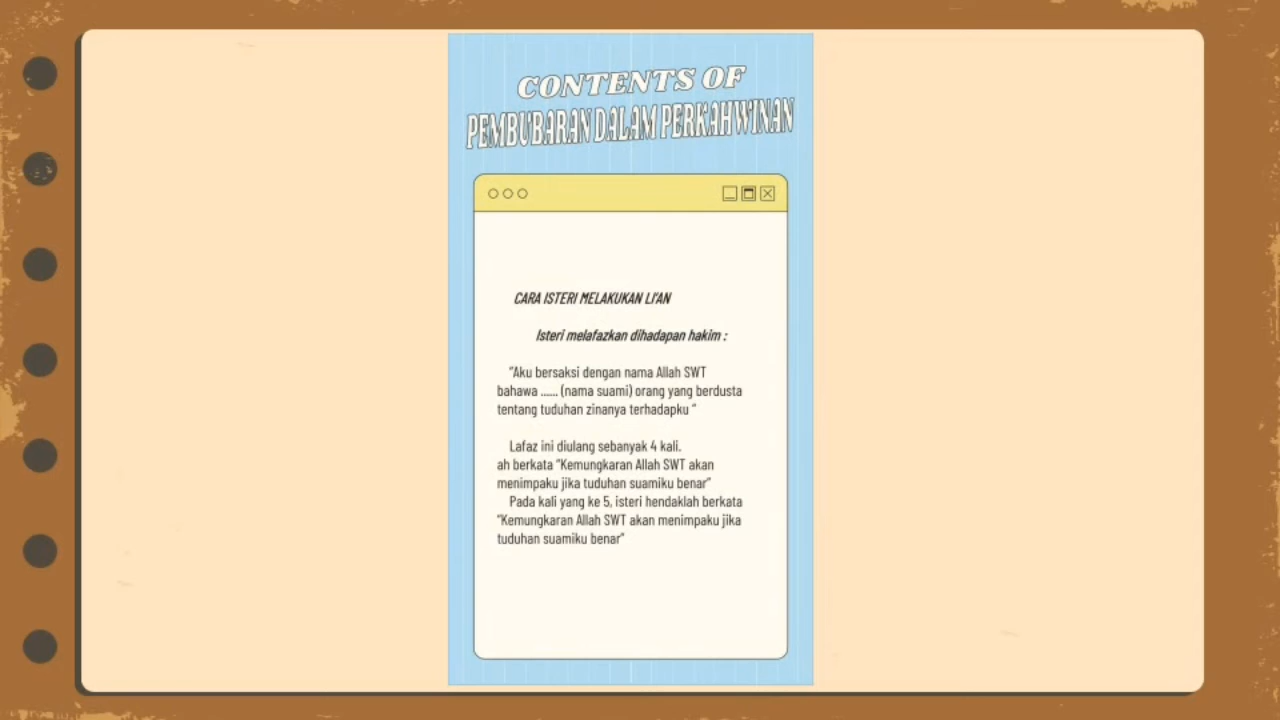 CONTENTS OF
PEMBUBARAN DALAM PERKAHWINAN
CARA ISTERI MELAKUKAN LI'AN
Isteri melafazkan dihadapan hakim :
"Aku bersaksi dengan nama Allah SWT
bahawa ...... (nama suami) orang yang berdusta
tentang tuduhan zinanya terhadapku "
Lafaz ini diulang sebanyak 4 kali.
ah berkata "Kemungkaran Allah SWT akan
menimpaku jika tuduhan suamiku benar"
Pada kali yang ke 5, isteri hendaklah berkata
"Kemungkaran Allah SWT akan menimpaku jika
tuduhan suamiku benar"